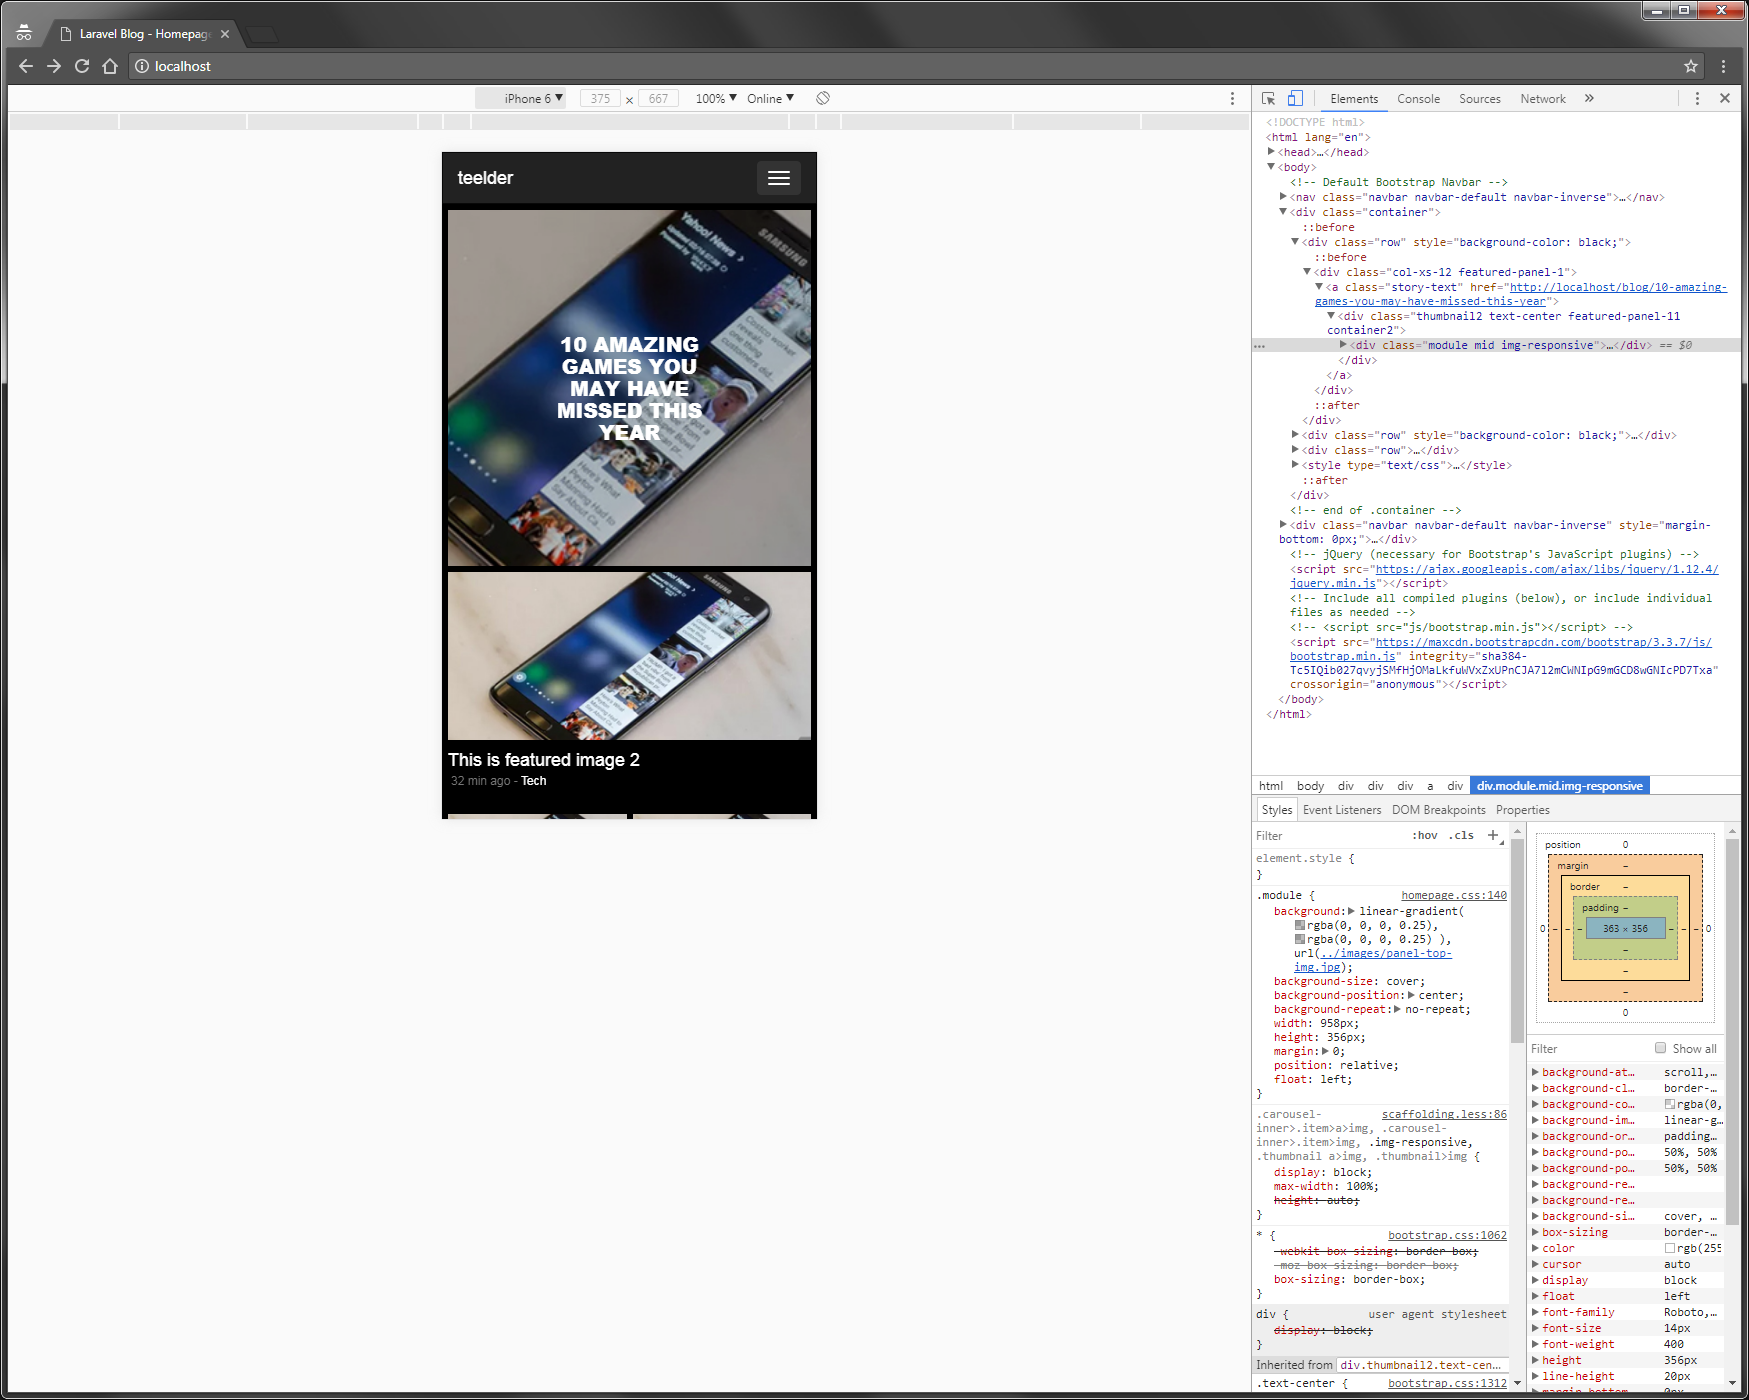 Laravel Blog - Homepag
localhost
iPhone 6 ▼ 375 x 667 100% ▼ Online ▼
teelder
Yahoo! News
SAMSUNG
10 AMAZING
GAMES YOU
MAY HAVE
MISSED THIS
YEAR
This is featured image 2
32 min ago - Tech
Elements Console Sources Network »
<!DOCTYPE html>
<html lang="en">
<head>…</head>
<body>
<!-- Default Bootstrap Navbar -->
<nav class="navbar navbar-default navbar-inverse">…</nav>
<div class="container">
::before
<div class="row" style="background-color: black;">
::before
<div class="col-xs-12 featured-panel-1">
<a class="story-text" href="http://localhost/blog/10-amazing-
games-you-may-have-missed-this-year">
<div class="thumbnail2 text-center featured-panel-11
container2">
… <div class="module mid img-responsive">…</div> == $0
</div>
</a>
</div>
::after
</div>
<div class="row" style="background-color: black;">…</div>
<div class="row">…</div>
<style type="text/css">…</style>
::after
</div>
<!-- end of .container -->
<div class="navbar navbar-default navbar-inverse" style="margin-
bottom: 0px;">…</div>
<!-- jQuery (necessary for Bootstrap's JavaScript plugins) -->
<script src="https://ajax.googleapis.com/ajax/libs/jquery/1.12.4/
jquery.min.js"></script>
<!-- Include all compiled plugins (below), or include individual
files as needed -->
<!-- <script src="js/bootstrap.min.js"></script> -->
<script src="https://maxcdn.bootstrapcdn.com/bootstrap/3.3.7/js/
bootstrap.min.js" integrity="sha384-
Tc5IQib027qvyjSMfHjOMaLkfuWVxZxUPnCJA7l2mCWNIpG9mGCD8wGNIcPD7Txa"
crossorigin="anonymous"></script>
</body>
</html>
html body div div div a div div.module.mid.img-responsive
Styles Event Listeners DOM Breakpoints Properties
Filter :hov .cls +
element.style {
}
.module { homepage.css:140
background: linear-gradient(
rgba(0, 0, 0, 0.25),
rgba(0, 0, 0, 0.25) ),
url(../images/panel-top-
img.jpg);
background-size: cover;
background-position: center;
background-repeat: no-repeat;
width: 958px;
height: 356px;
margin: 0;
position: relative;
float: left;
}
.carousel- scaffolding.less:86
inner>.item>a>img, .carousel-
inner>.item>img, .img-responsive,
.thumbnail a>img, .thumbnail>img {
display: block;
max-width: 100%;
height: auto;
}
* { bootstrap.css:1062
-webkit-box-sizing: border-box;
-moz-box-sizing: border-box;
box-sizing: border-box;
}
div { user agent stylesheet
display: block;
}
Inherited from div.thumbnail2.text-cen…
.text-center { bootstrap.css:1312
position 0
margin –
border –
padding –
0 – – – 363 × 356 – – – 0
–
–
–
0
Filter Show all
background-at… scroll,…
background-cl… border-…
background-co… rgba(0,
background-im… linear-g…
background-or… padding…
background-po… 50%, 50%
background-po… 50%, 50%
background-re…
background-re…
background-si… cover, …
box-sizing border-…
color rgb(255
cursor auto
display block
float left
font-family Roboto,…
font-size 14px
font-weight 400
height 356px
line-height 20px
margin-bottom 0px